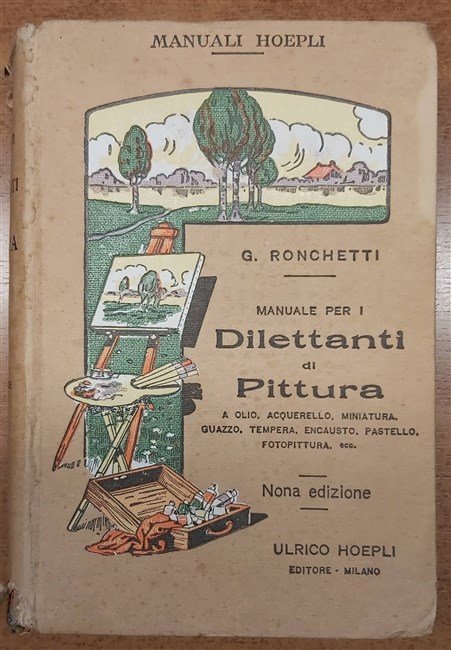 MANUALI HOEPLI
G. RONCHETTI
MANUALE PER I
Dilettanti
di
Pittura
A OLIO, ACQUERELLO, MINIATURA,
GUAZZO, TEMPERA, ENCAUSTO, PASTELLO,
FOTOPITTURA, ecc.
Nona edizione
ULRICO HOEPLI
EDITORE - MILANO